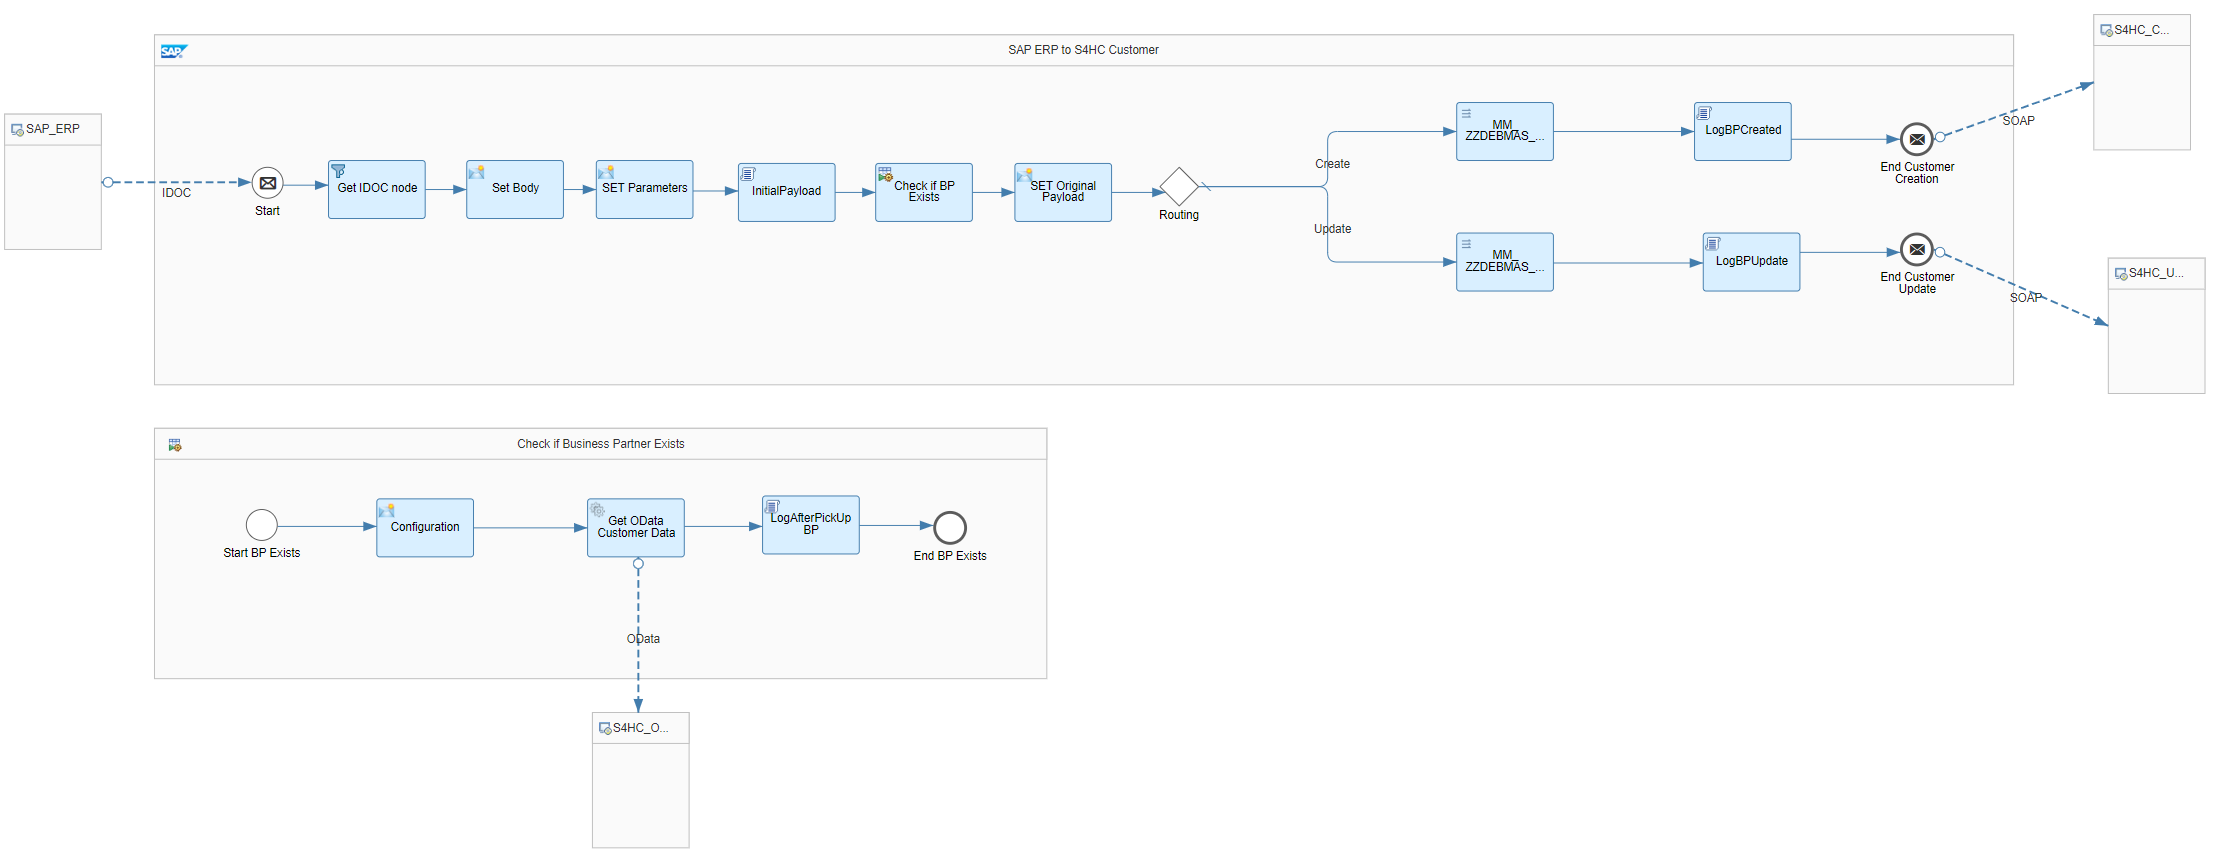 S4HC_C...
SAP
SAP ERP to S4HC Customer
SAP_ERP
IDOC
Start
Get IDOC node
Set Body
SET Parameters
InitialPayload
Check if BP
Exists
SET Original
Payload
Routing
Create
Update
MM_
ZZDEBMAS_...
LogBPCreated
End Customer
Creation
SOAP
MM_
ZZDEBMAS_...
LogBPUpdate
End Customer
Update
SOAP
S4HC_U...
Check if Business Partner Exists
Start BP Exists
Configuration
Get OData
Customer Data
LogAfterPickUp
BP
End BP Exists
OData
S4HC_O...